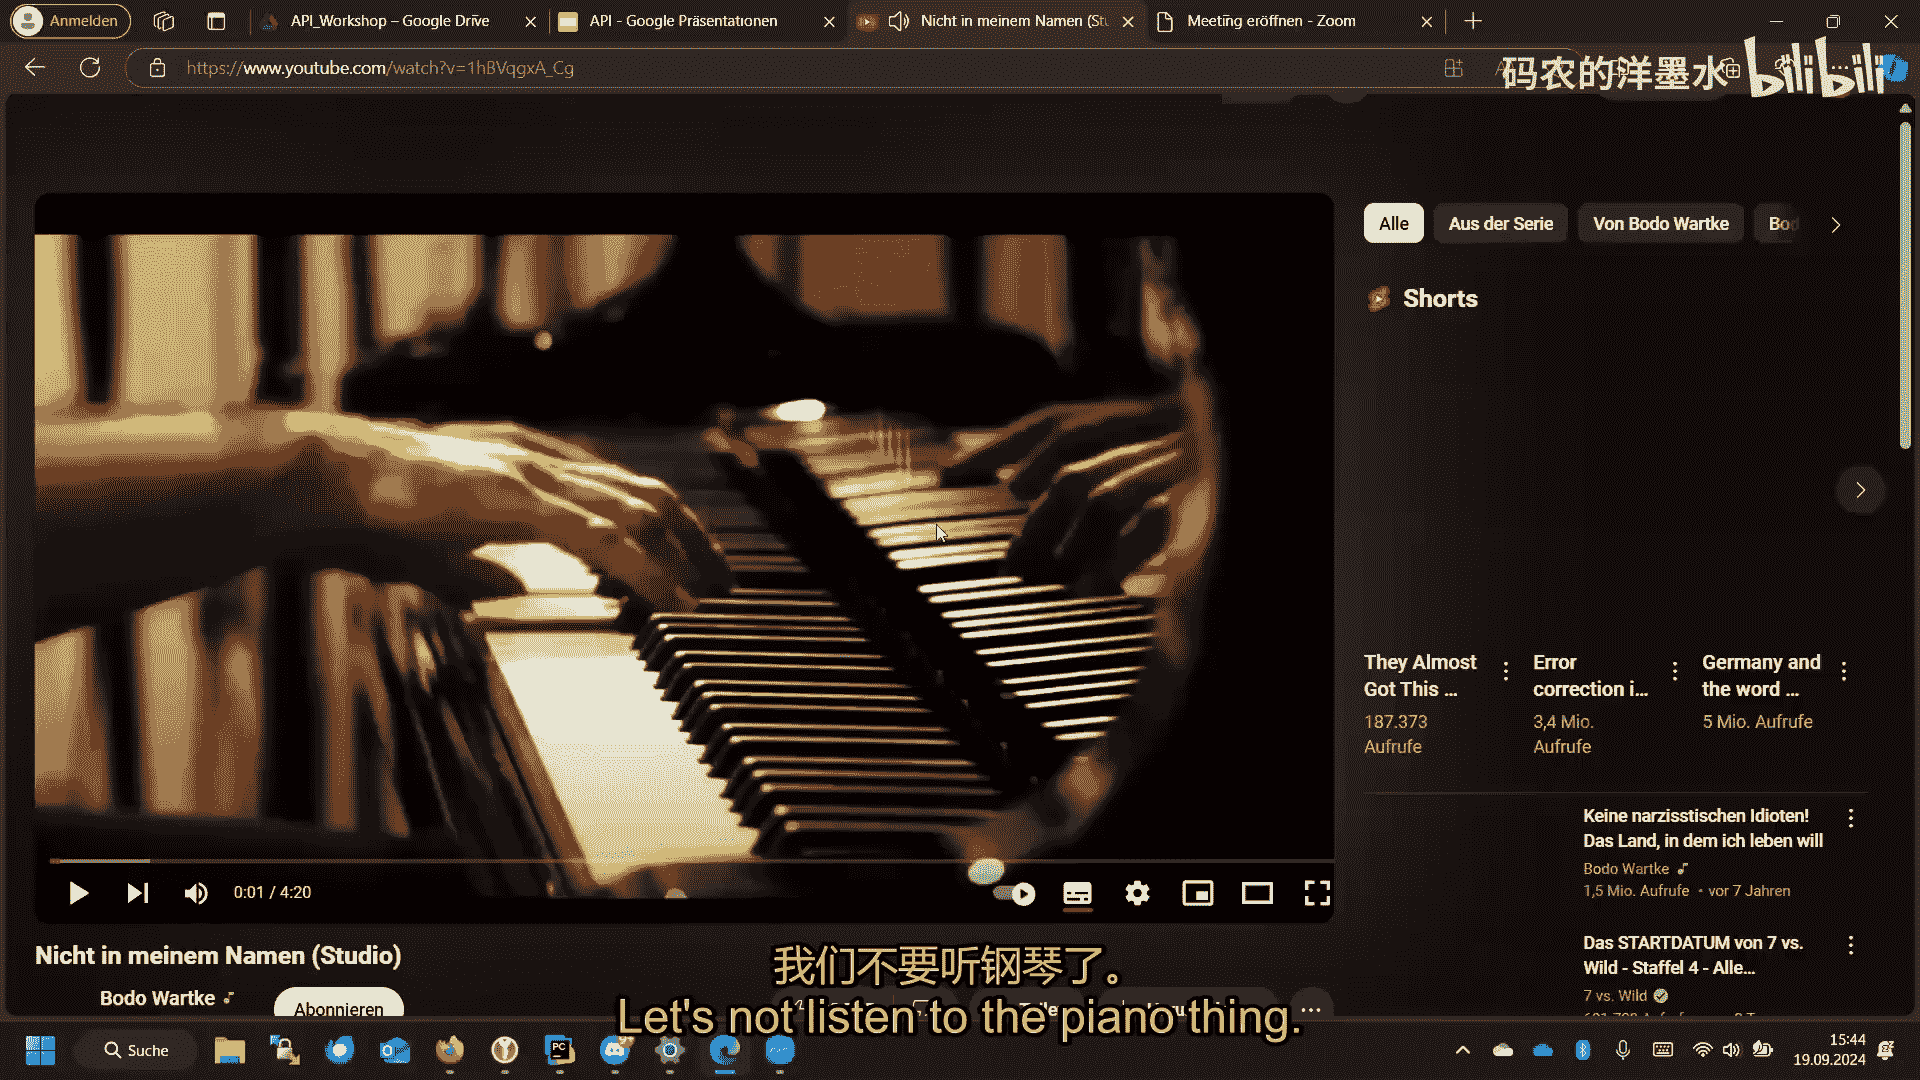 Anmelden
API_Workshop – Google Drive
API - Google Präsentationen
Nicht in meinem Namen (Stu
Meeting eröffnen - Zoom
https://www.youtube.com/watch?v=1hBVqgxA_Cg
码农的洋墨水 bilibili
Alle
Aus der Serie
Von Bodo Wartke
Bod
Shorts
They Almost
Got This ...
187.373
Aufrufe
Error
correction i...
3,4 Mio.
Aufrufe
Germany and
the word ...
5 Mio. Aufrufe
Keine narzisstischen Idioten!
Das Land, in dem ich leben will
Bodo Wartke
1,5 Mio. Aufrufe • vor 7 Jahren
Das STARTDATUM von 7 vs.
Wild - Staffel 4 - Alle...
7 vs. Wild
0:01 / 4:20
Nicht in meinem Namen (Studio)
Bodo Wartke
Abonnieren
我们不要听钢琴了。
Let's not listen to the piano thing.
Suche
PC
15:44
19.09.2024